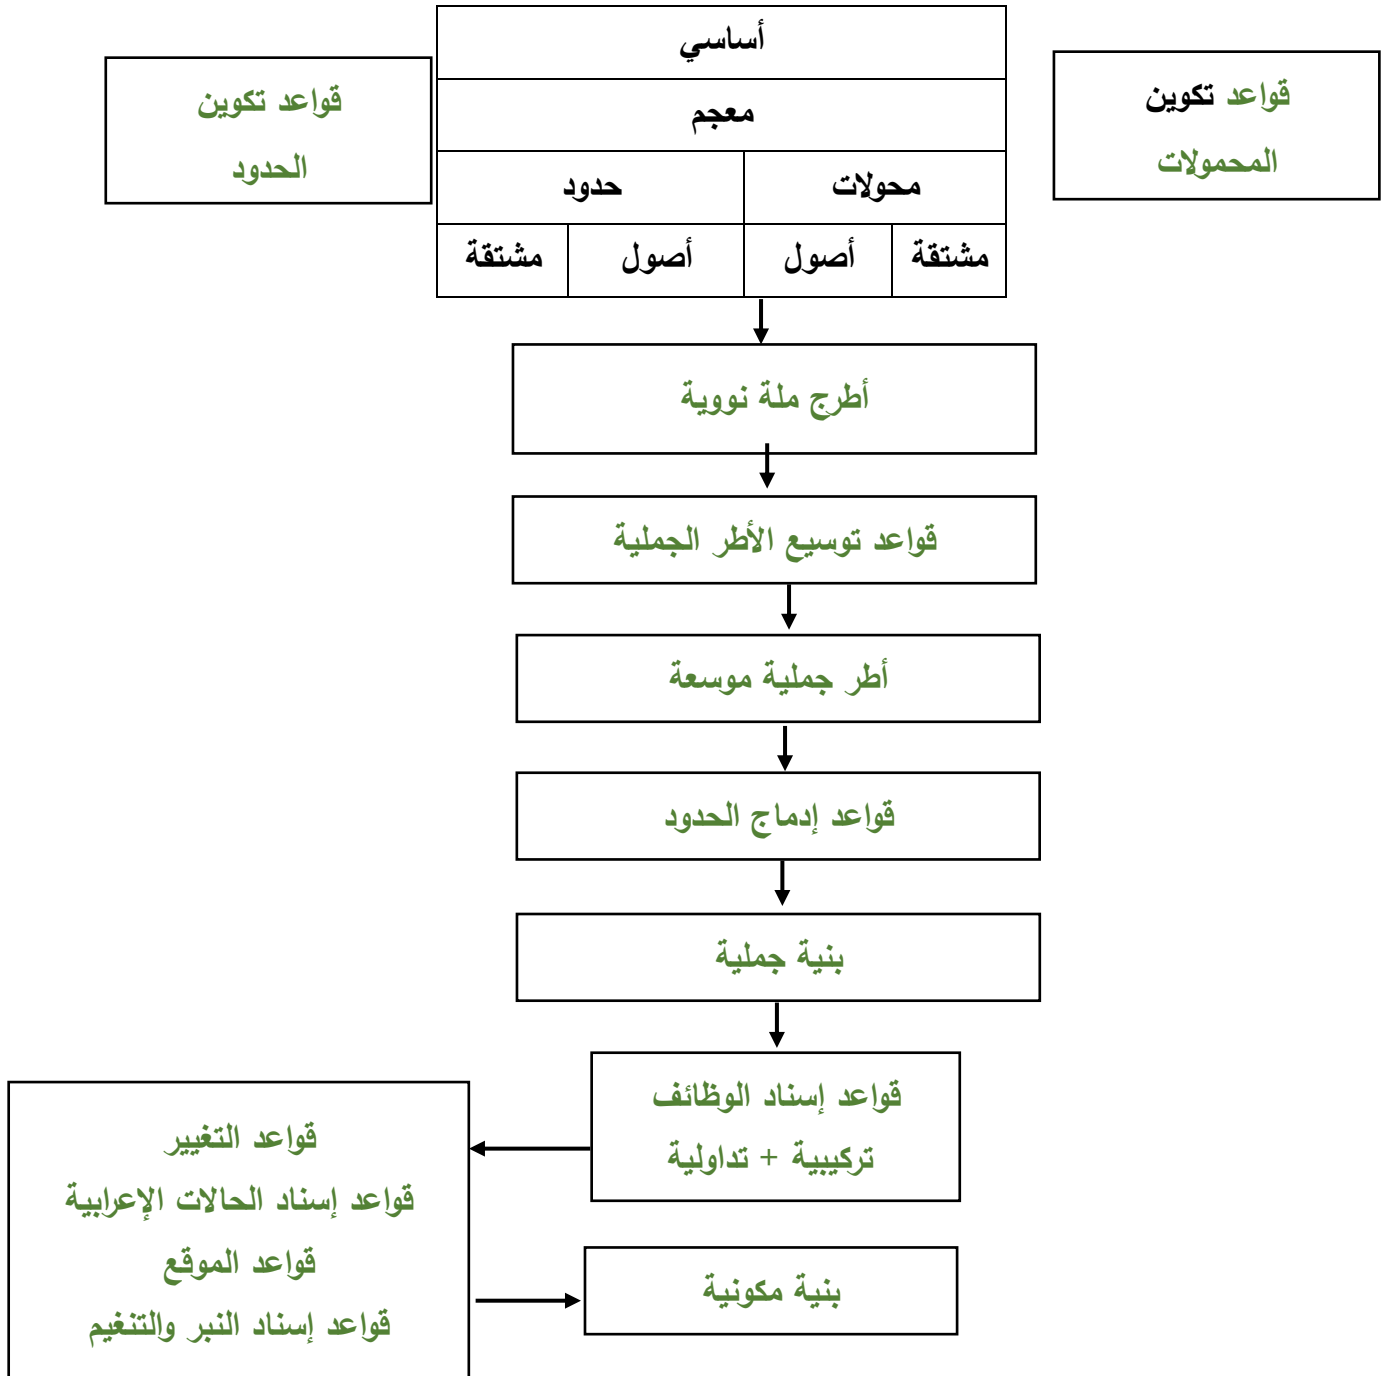 أساسي
قواعد تكوين
المحمولات
معجم
قواعد تكوين
الحدود
محولات
حدود
مشتقة
أصول
أصول
مشتقة
أطرج ملة نووية
قواعد توسيع الأطر الجملية
أطر جملية موسعة
قواعد إدماج الحدود
بنية جملية
قواعد إسناد الوظائف
تركيبية + تداولية
قواعد التغيير
قواعد إسناد الحالات الإعرابية
قواعد الموقع
قواعد إسناد النبر والتنغيم
بنية مكونية